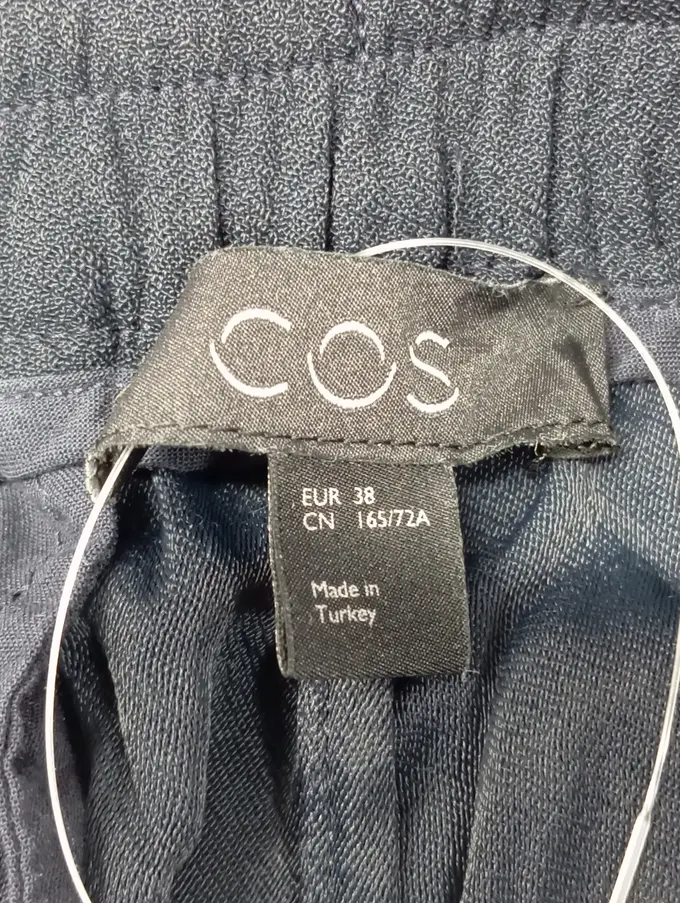 COS
EUR 38
CN 165/72A
Made in
Turkey